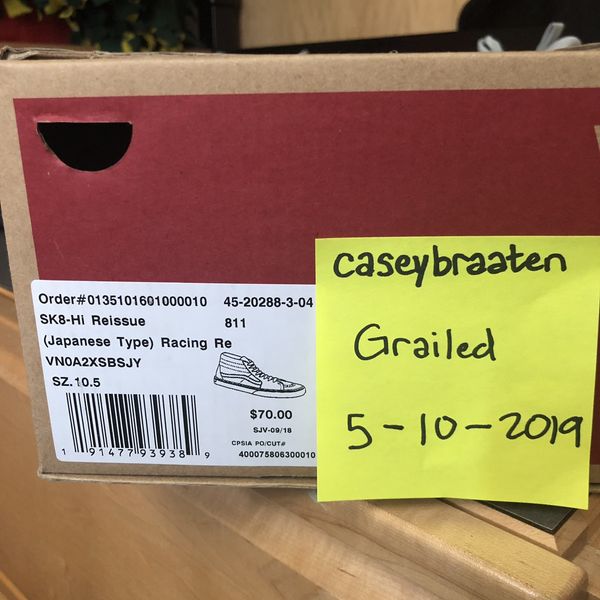 Order#0135101601000010 45-20288-3-04
SK8-Hi Reissue 811
(Japanese Type) Racing Re
VN0A2XSBSJY
SZ.10.5
$70.00
SJV-09/18
CPSIA PO/CUT#
400075806300010
1 91477 93938 9
caseybraaten
Grailed
5-10-2019